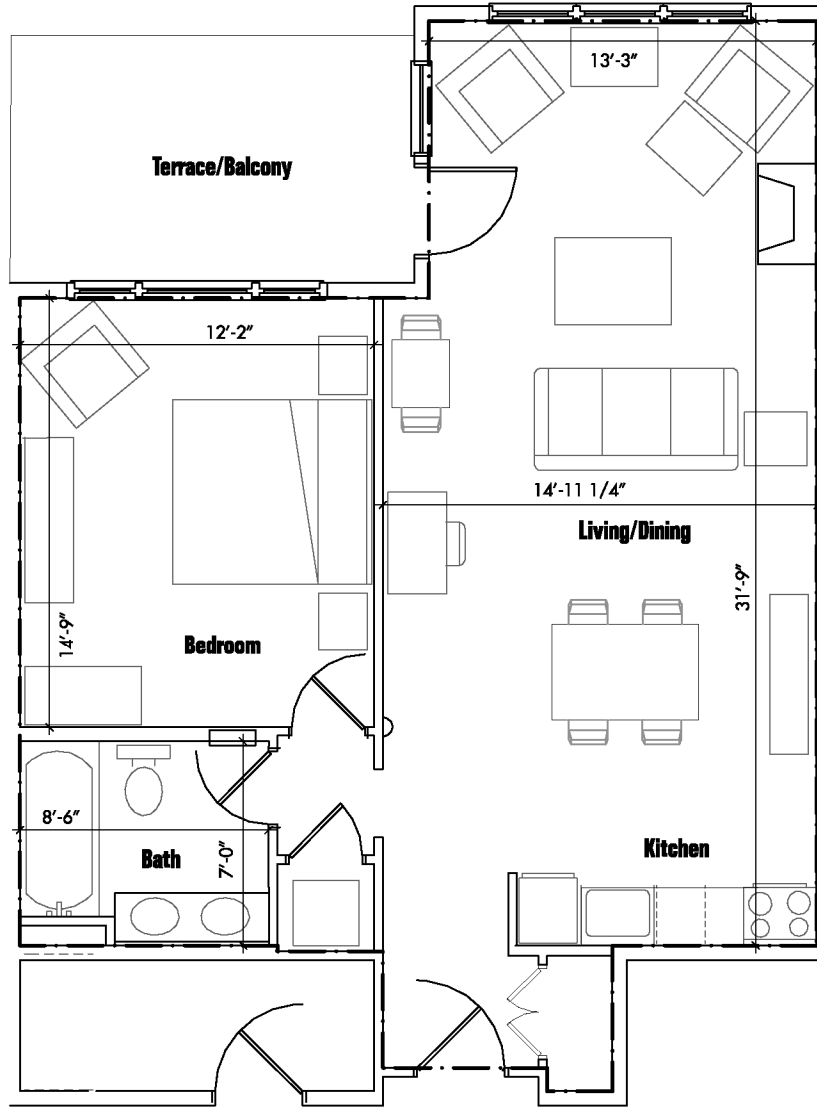 13'-3"
Terrace/Balcony
12'-2"
14'-11 1/4"
Living/Dining
31'-9"
14'-9"
Bedroom
8'-6"
Bath
7'-0"
Kitchen